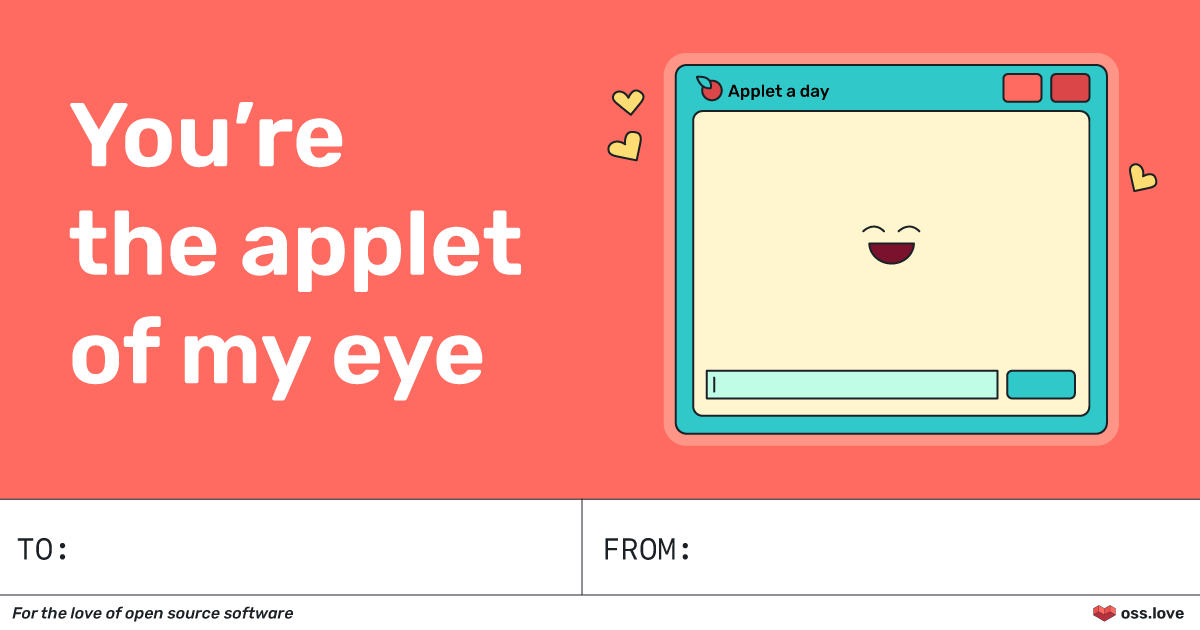 You’re
the applet
of my eye
Applet a day
TO:
FROM:
For the love of open source software
oss.love